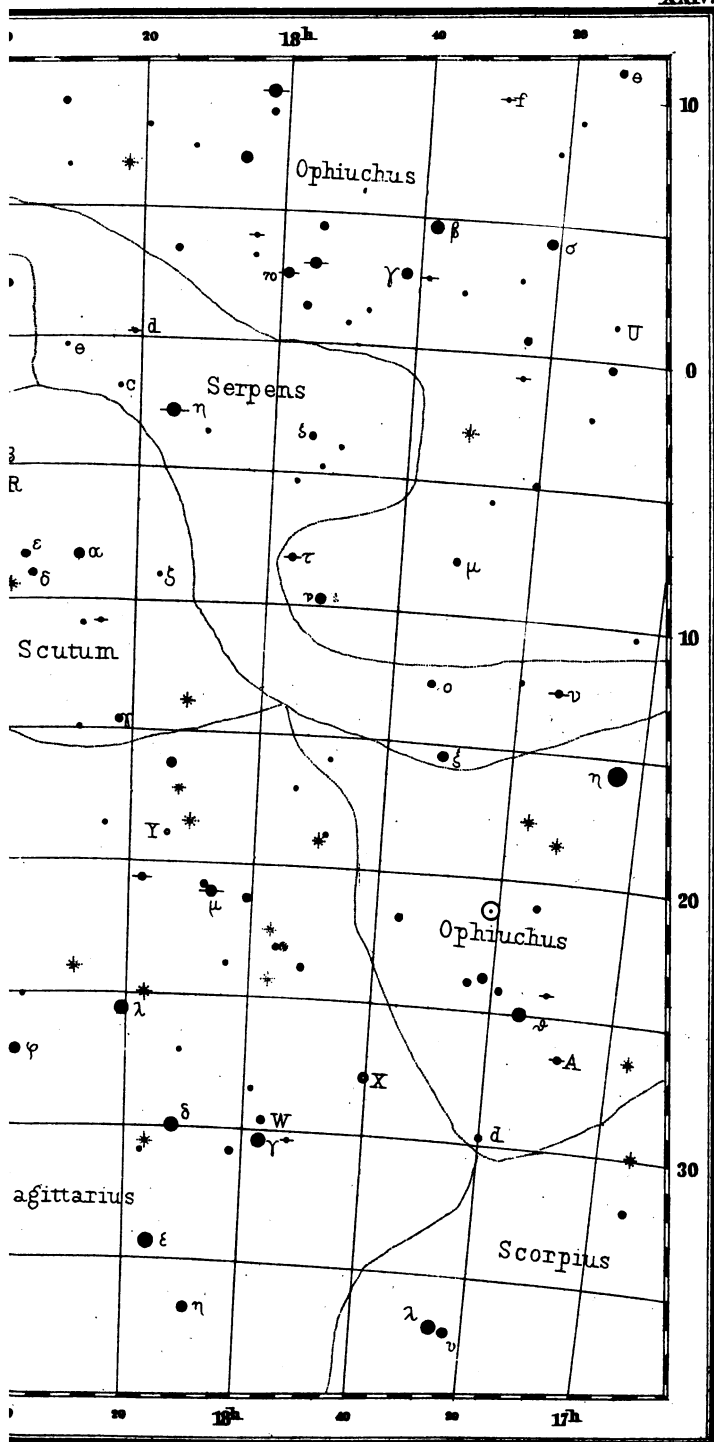 20 18h 40 20
θ
10
f
Ophiuchus
β
σ
70
γ
d
U
θ
0
c
Serpens
η
ξ
R
ε
α
τ
μ
δ
ζ
ν
10
Scutum
ο
ν
γ
ξ
η
Y
μ
20
Ophiuchus
λ
ϑ
φ
X
A
δ
W
d
γ
30
agittarius
ε
Scorpius
η
λ
υ
20 18h 40 20 17h